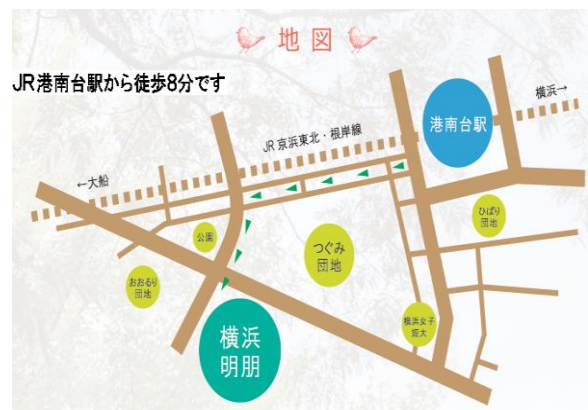 地図
JR港南台駅から徒歩8分です
横浜→
港南台駅
JR京浜東北・根岸線
←大船
ひばり
団地
公園
つぐみ
団地
おおるり
団地
横浜女子
短大
横浜
明朋